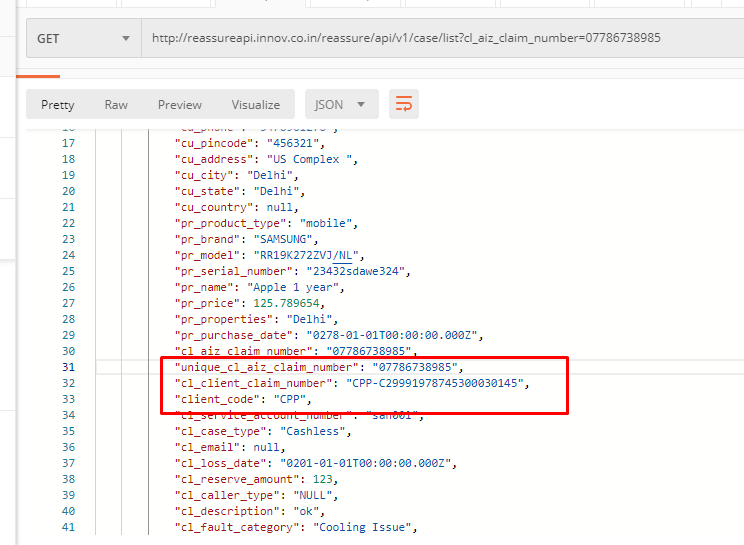 GET http://reassureapi.innov.co.in/reassure/api/v1/case/list?cl_aiz_claim_number=07786738985
Pretty Raw Preview Visualize JSON
17 "cu_pincode": "456321",
18 "cu_address": "US Complex ",
19 "cu_city": "Delhi",
20 "cu_state": "Delhi",
21 "cu_country": null,
22 "pr_product_type": "mobile",
23 "pr_brand": "SAMSUNG",
24 "pr_model": "RR19K272ZVJ/NL",
25 "pr_serial_number": "23432sdawe324",
26 "pr_name": "Apple 1 year",
27 "pr_price": 125.789654,
28 "pr_properties": "Delhi",
29 "pr_purchase_date": "0278-01-01T00:00:00.000Z",
30 "cl_aiz_claim_number": "07786738985",
31 "unique_cl_aiz_claim_number": "07786738985",
32 "cl_client_claim_number": "CPP-C29991978745300030145",
33 "client_code": "CPP",
34 "cl_service_account_number": "san001",
35 "cl_case_type": "Cashless",
36 "cl_email": null,
37 "cl_loss_date": "0201-01-01T00:00:00.000Z",
38 "cl_reserve_amount": 123,
39 "cl_caller_type": "NULL",
40 "cl_description": "ok",
41 "cl_fault_category": "Cooling Issue",